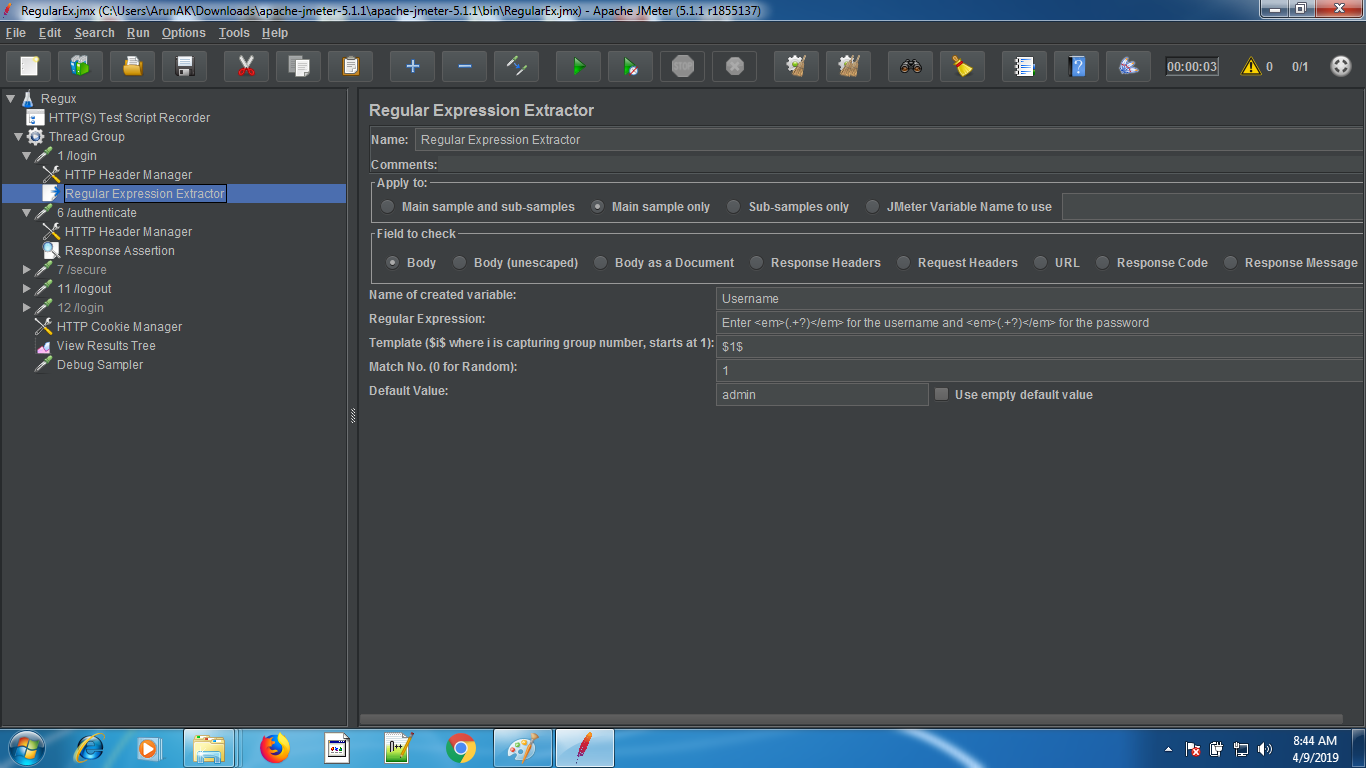 RegularEx.jmx (C:\Users\ArunAK\Downloads\apache-jmeter-5.1.1\apache-jmeter-5.1.1\bin\RegularEx.jmx) - Apache JMeter (5.1.1 r1855137)
File Edit Search Run Options Tools Help
STOP 00:00:03 0 0/1
Regux
HTTP(S) Test Script Recorder
Thread Group
1 /login
HTTP Header Manager
Regular Expression Extractor
6 /authenticate
HTTP Header Manager
Response Assertion
7 /secure
11 /logout
12 /login
HTTP Cookie Manager
View Results Tree
Debug Sampler
Regular Expression Extractor
Name: Regular Expression Extractor
Comments:
Apply to:
Main sample and sub-samples Main sample only Sub-samples only JMeter Variable Name to use
Field to check
Body Body (unescaped) Body as a Document Response Headers Request Headers URL Response Code Response Message
Name of created variable: Username
Regular Expression: Enter <em>(.+?)</em> for the username and <em>(.+?)</em> for the password
Template ($i$ where i is capturing group number, starts at 1): $1$
Match No. (0 for Random): 1
Default Value: admin Use empty default value
8:44 AM
4/9/2019